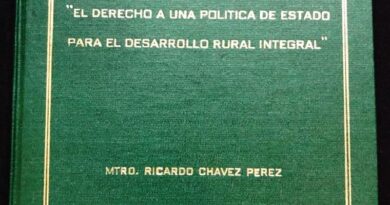 "EL DERECHO A UNA POLITICA DE ESTADO
PARA EL DESARROLLO RURAL INTEGRAL"
MTRO. RICARDO CHAVEZ PEREZ